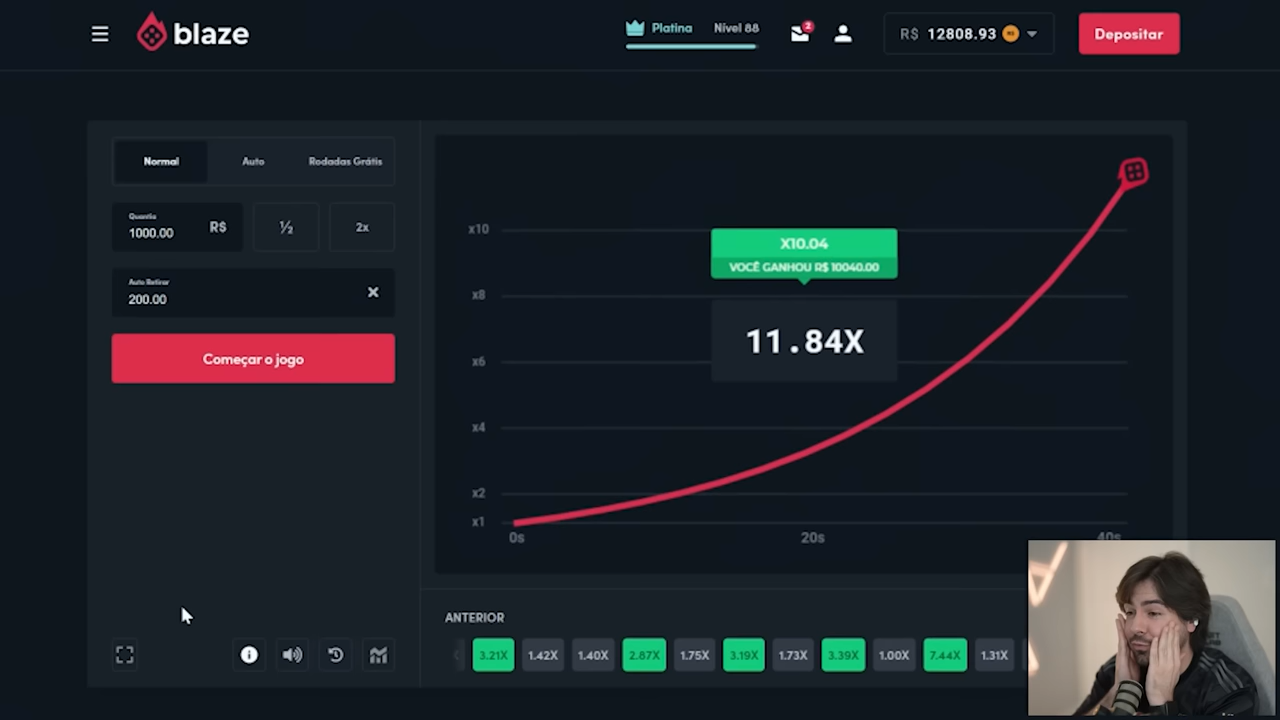 blaze
Platina Nível 88
2
R$ 12808.93
Depositar
Normal Auto Rodadas Grátis
Quantia
1000.00 R$ ½ 2x
Auto Retirar
200.00
Começar o jogo
x10
x8
x6
x4
x2
x1
X10.04
VOCÊ GANHOU R$ 10040.00
11.84X
0s 20s 40s
ANTERIOR
3.21X 1.42X 1.40X 2.87X 1.75X 3.19X 1.73X 3.39X 1.00X 7.44X 1.31X